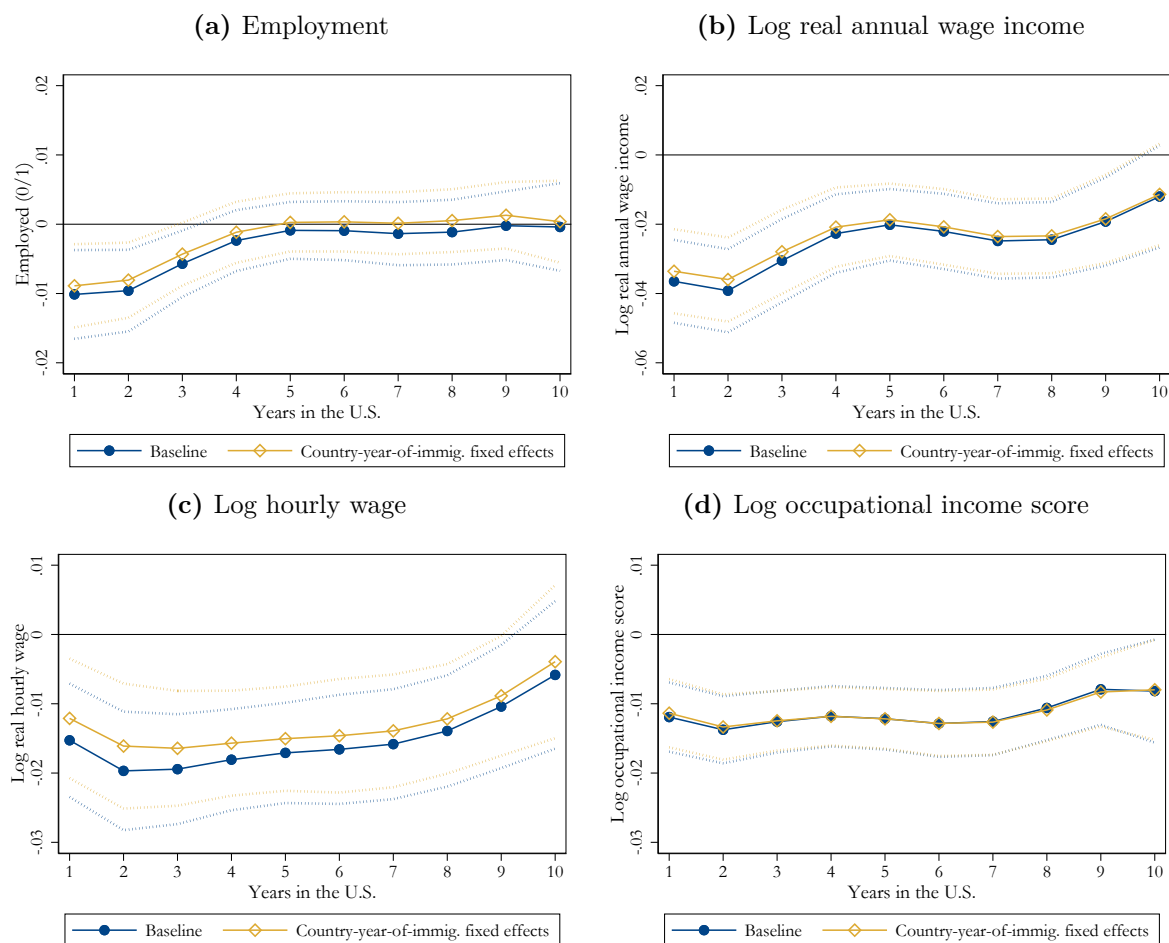 (a) Employment
(b) Log real annual wage income
Employed (0/1)
.02
.01
0
-.01
-.02
1 2 3 4 5 6 7 8 9 10
Years in the U.S.
Baseline Country-year-of-immig. fixed effects
Log real annual wage income
.02
0
-.02
-.04
-.06
1 2 3 4 5 6 7 8 9 10
Years in the U.S.
Baseline Country-year-of-immig. fixed effects
(c) Log hourly wage
(d) Log occupational income score
Log real hourly wage
.01
0
-.01
-.02
-.03
1 2 3 4 5 6 7 8 9 10
Years in the U.S.
Baseline Country-year-of-immig. fixed effects
Log occupational income score
.01
0
-.01
-.02
-.03
1 2 3 4 5 6 7 8 9 10
Years in the U.S.
Baseline Country-year-of-immig. fixed effects